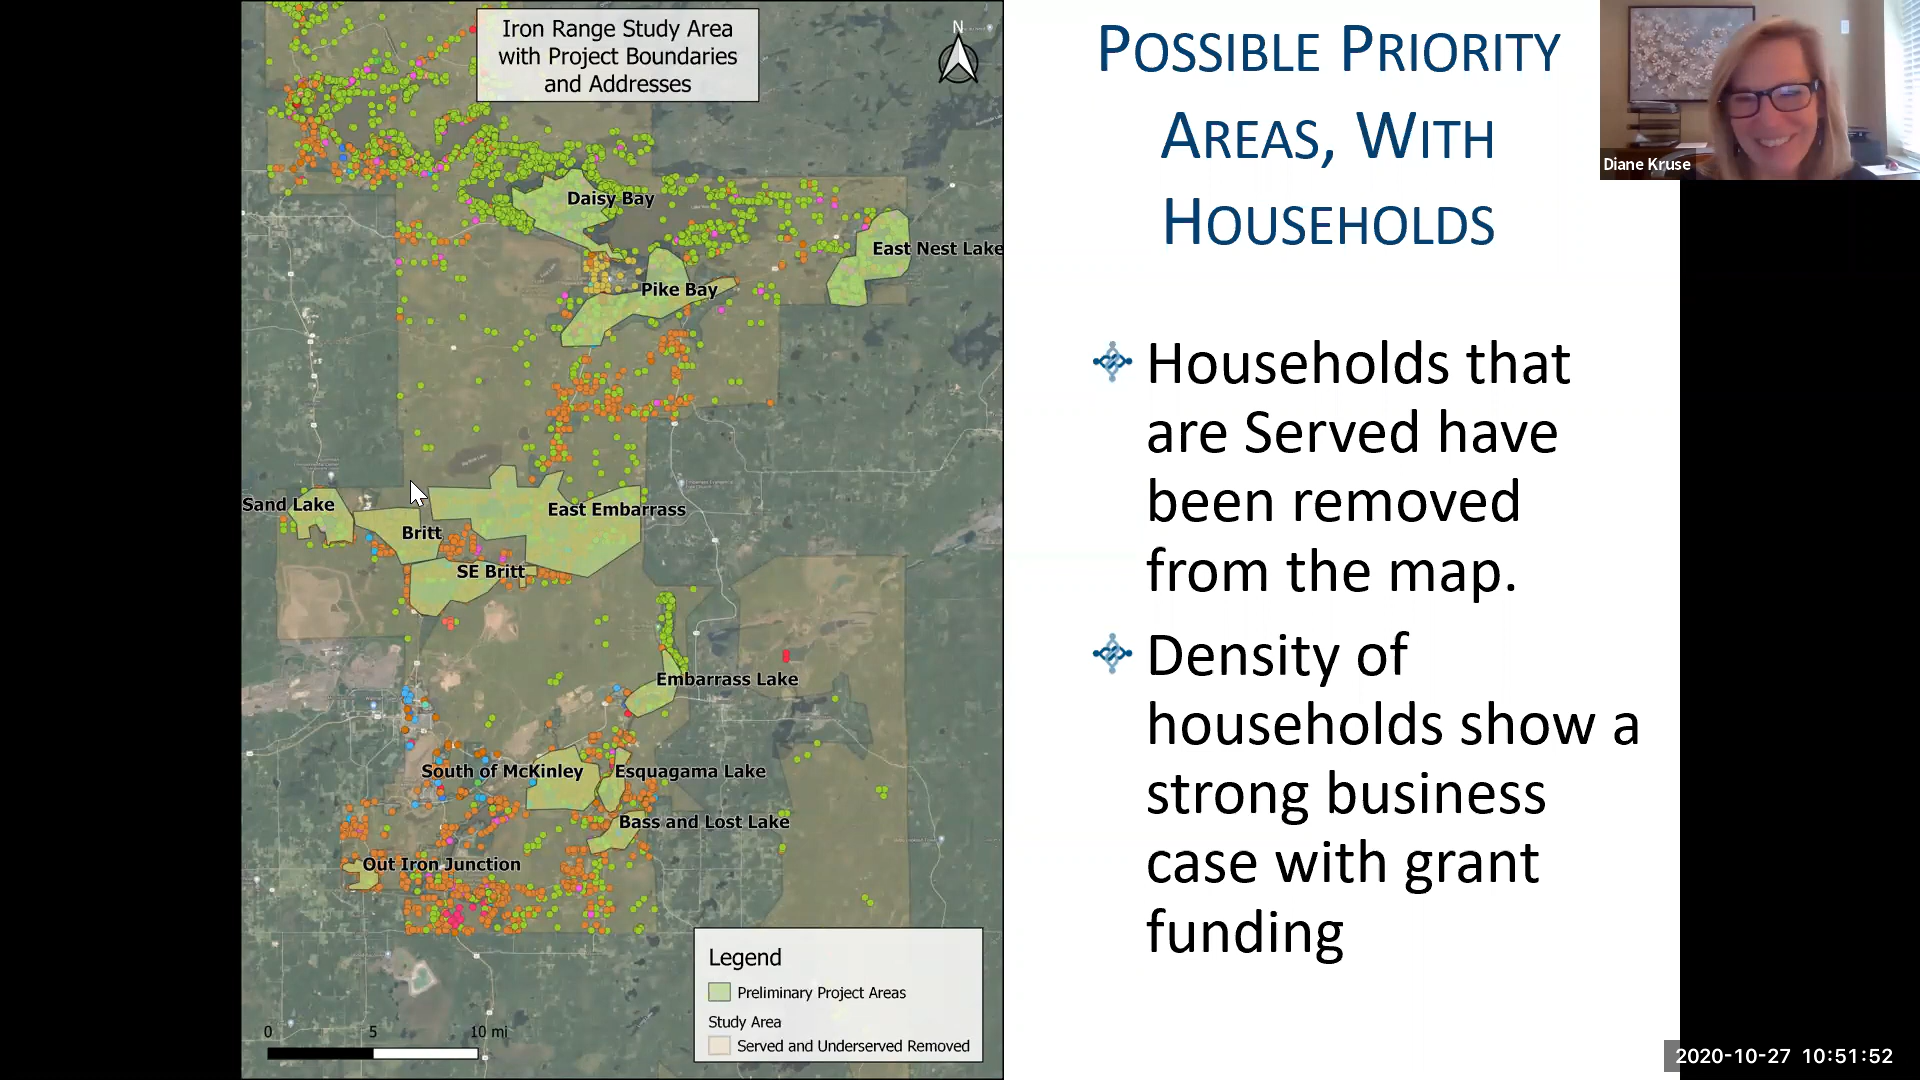 Iron Range Study Area
with Project Boundaries
and Addresses
N
Daisy Bay
East Nest Lake
Pike Bay
Sand Lake
East Embarrass
Britt
SE Britt
Embarrass Lake
South of McKinley
Esquagama Lake
Bass and Lost Lake
Out Iron Junction
Legend
Preliminary Project Areas
Study Area
Served and Underserved Removed
0 5 10 mi
POSSIBLE PRIORITY
AREAS, WITH
HOUSEHOLDS
Households that
are Served have
been removed
from the map.
Density of
households show a
strong business
case with grant
funding
Diane Kruse
2020-10-27 10:51:52